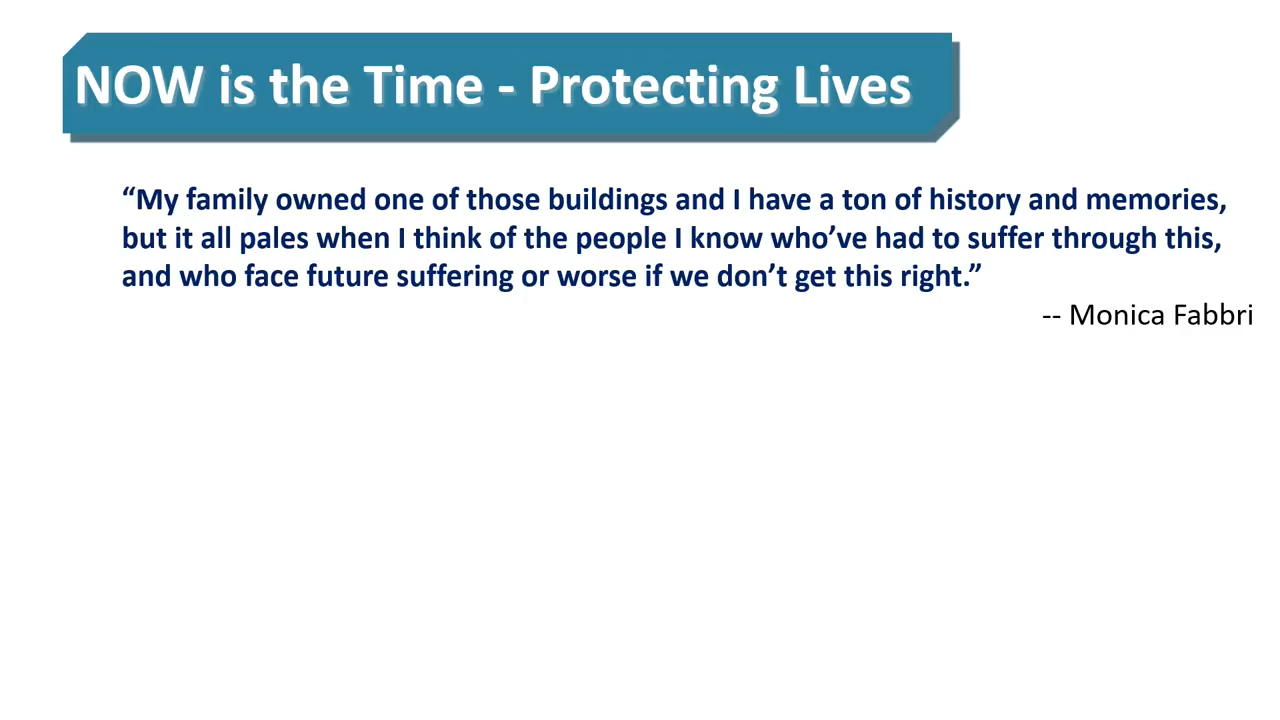 NOW is the Time - Protecting Lives
“My family owned one of those buildings and I have a ton of history and memories,
but it all pales when I think of the people I know who’ve had to suffer through this,
and who face future suffering or worse if we don’t get this right.”
-- Monica Fabbri